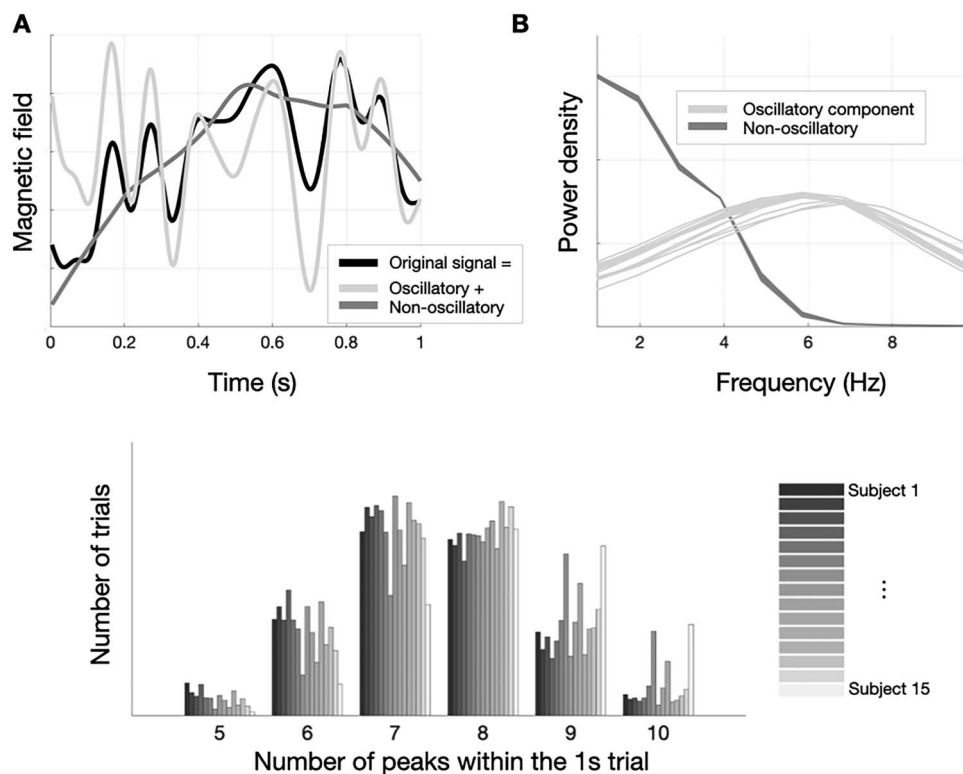 A
Magnetic field
Original signal =
Oscillatory +
Non-oscillatory
0 0.2 0.4 0.6 0.8 1
Time (s)
B
Power density
Oscillatory component
Non-oscillatory
2 4 6 8
Frequency (Hz)
Number of trials
5 6 7 8 9 10
Number of peaks within the 1s trial
Subject 1
⋮
Subject 15